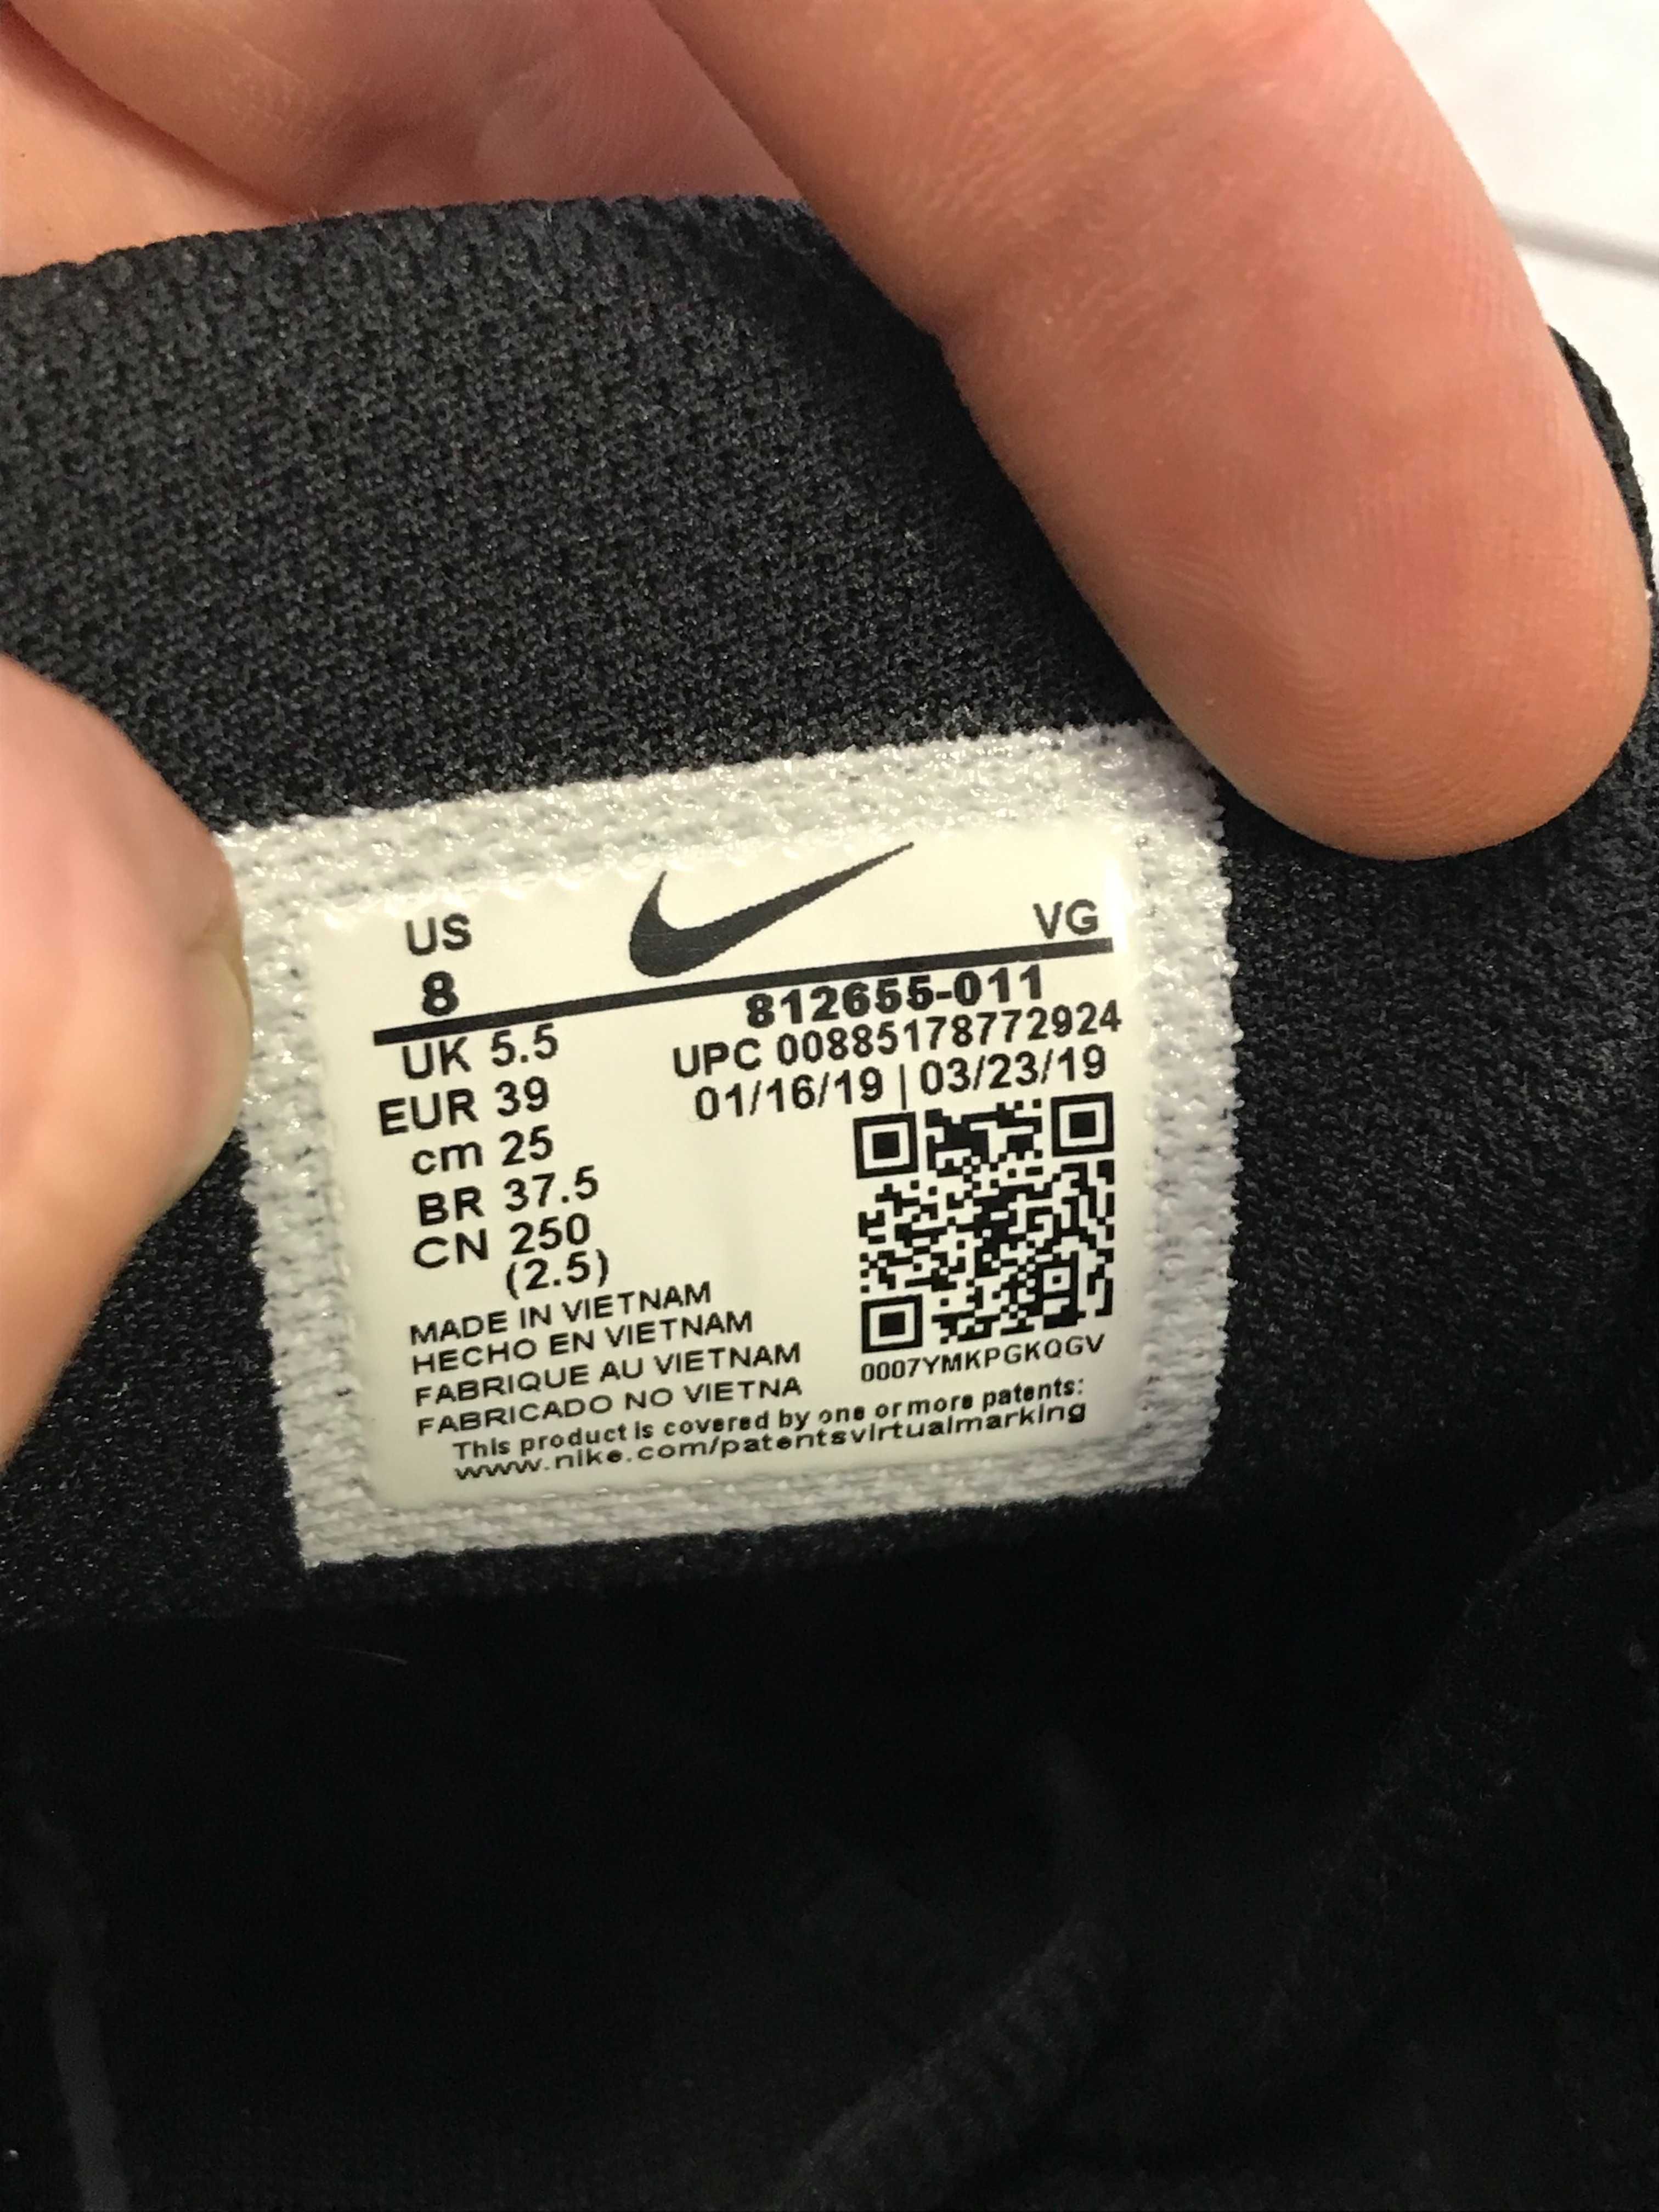 US
VG
8
812655-011
UK 5.5
UPC 00885178772924
EUR 39
01/16/19 | 03/23/19
cm 25
BR 37.5
CN 250
(2.5)
MADE IN VIETNAM
HECHO EN VIETNAM
FABRIQUE AU VIETNAM
FABRICADO NO VIETNA
0007YMKPGKQGV
This product is covered by one or more patents:
www.nike.com/patentsvirtualmarking